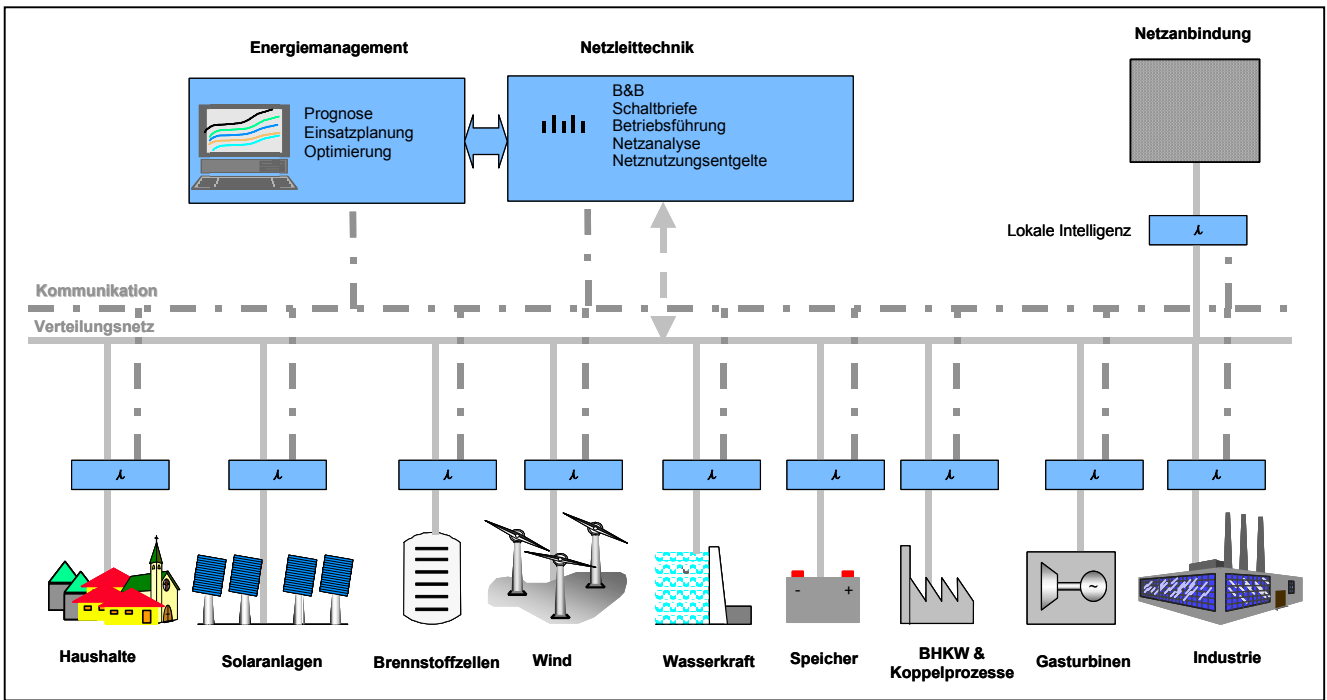 Energiemanagement
Netzleittechnik
Netzanbindung
Prognose
Einsatzplanung
Optimierung
B&B
Schaltbriefe
Betriebsführung
Netzanalyse
Netznutzungsentgelte
Lokale Intelligenz
Kommunikation
Verteilungsnetz
- +
~
Haushalte
Solaranlagen
Brennstoffzellen
Wind
Wasserkraft
Speicher
BHKW &
Koppelprozesse
Gasturbinen
Industrie